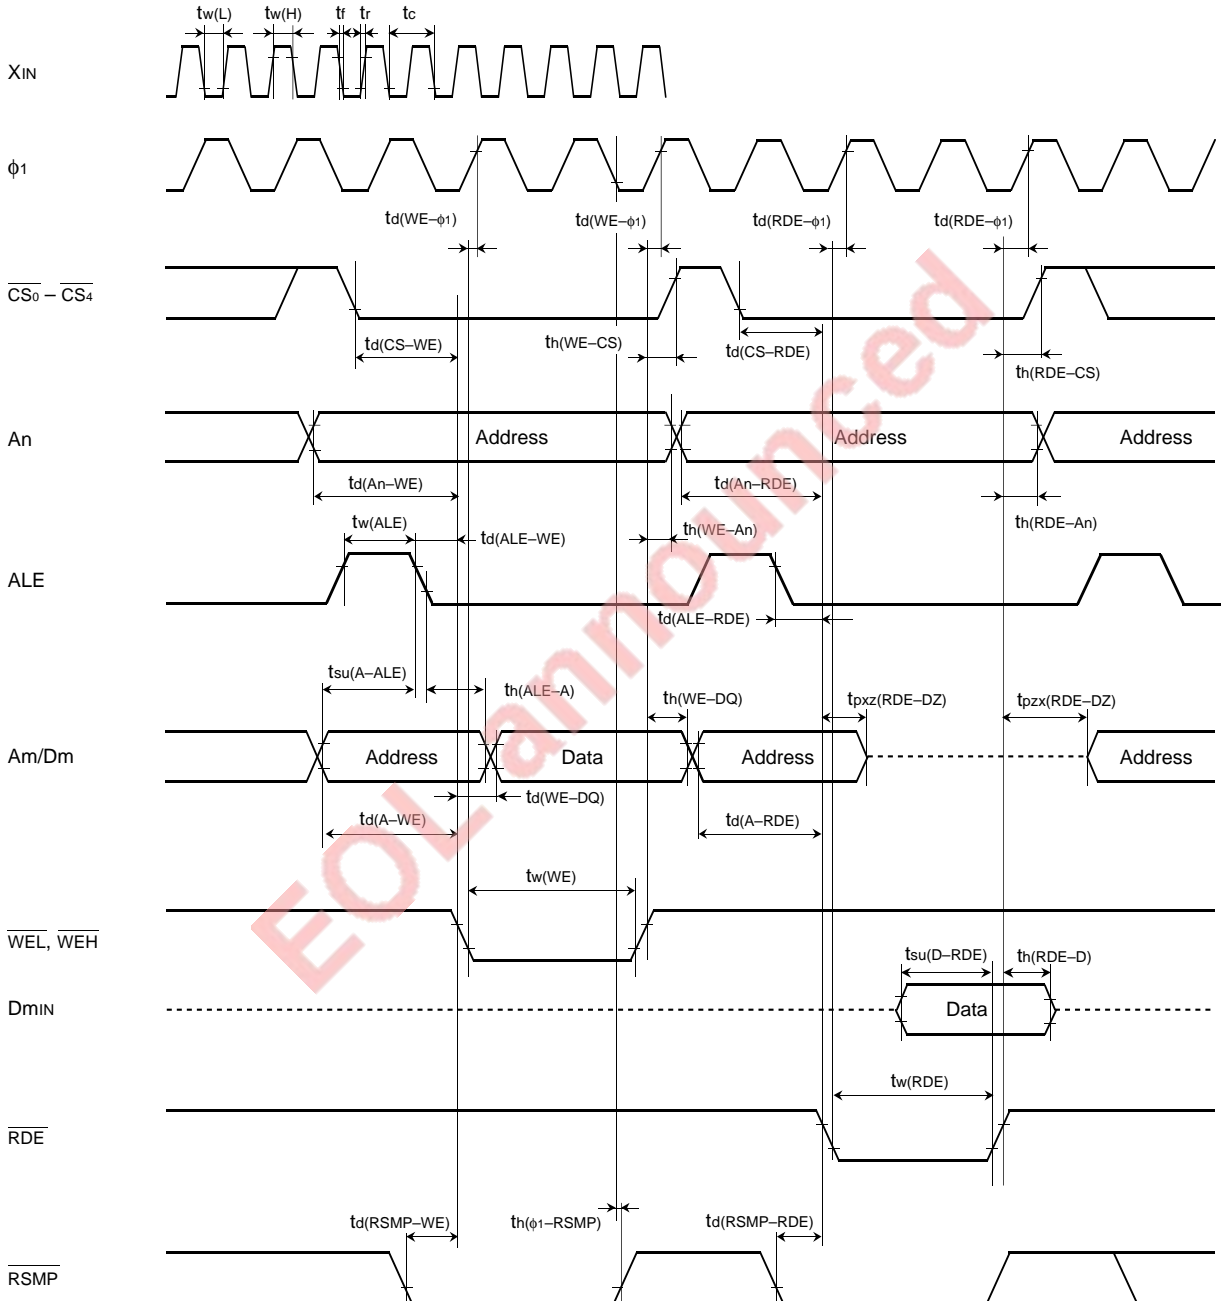 tw(L) tw(H) tf tr tc
XIN
ϕ1
td(WE–ϕ1) td(WE–ϕ1) td(RDE–ϕ1) td(RDE–ϕ1)
CS0 – CS4
td(CS–WE) th(WE–CS) td(CS–RDE) th(RDE–CS)
An Address Address Address
td(An–WE) td(An–RDE)
tw(ALE) td(ALE–WE) th(WE–An) th(RDE–An)
ALE
td(ALE–RDE)
tsu(A–ALE) th(ALE–A) th(WE–DQ) tpxz(RDE–DZ) tpzx(RDE–DZ)
Am/Dm Address Data Address Address
td(WE–DQ)
td(A–WE) td(A–RDE)
tw(WE)
WEL, WEH
tsu(D–RDE) th(RDE–D)
DmIN Data
tw(RDE)
RDE
td(RSMP–WE) th(ϕ1–RSMP) td(RSMP–RDE)
RSMP
EOL announced